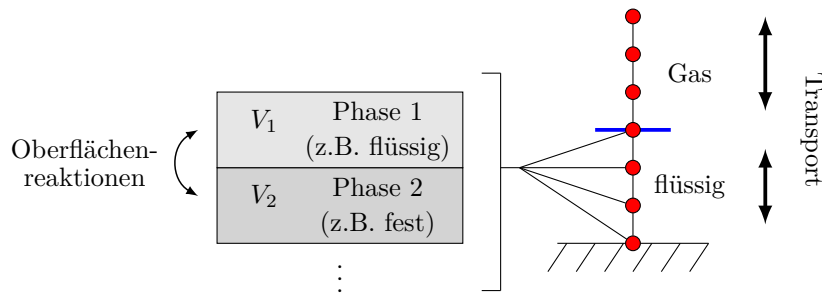 Oberflächen-
reaktionen
V₁
Phase 1
(z.B. flüssig)
V₂
Phase 2
(z.B. fest)
⋮
Gas
flüssig
Transport